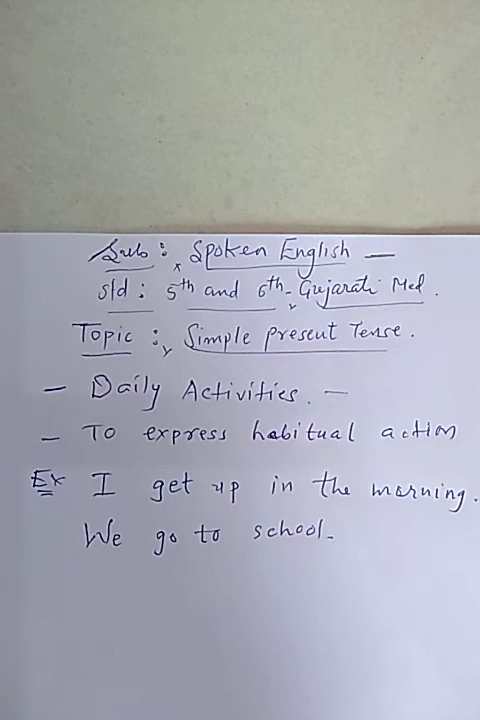 Sub : Spoken English —
std : 5th and 6th - Gujarati Med.
Topic : Simple present Tense.
— Daily Activities. —
— To express habitual action
Ex I get up in the morning.
We go to school.